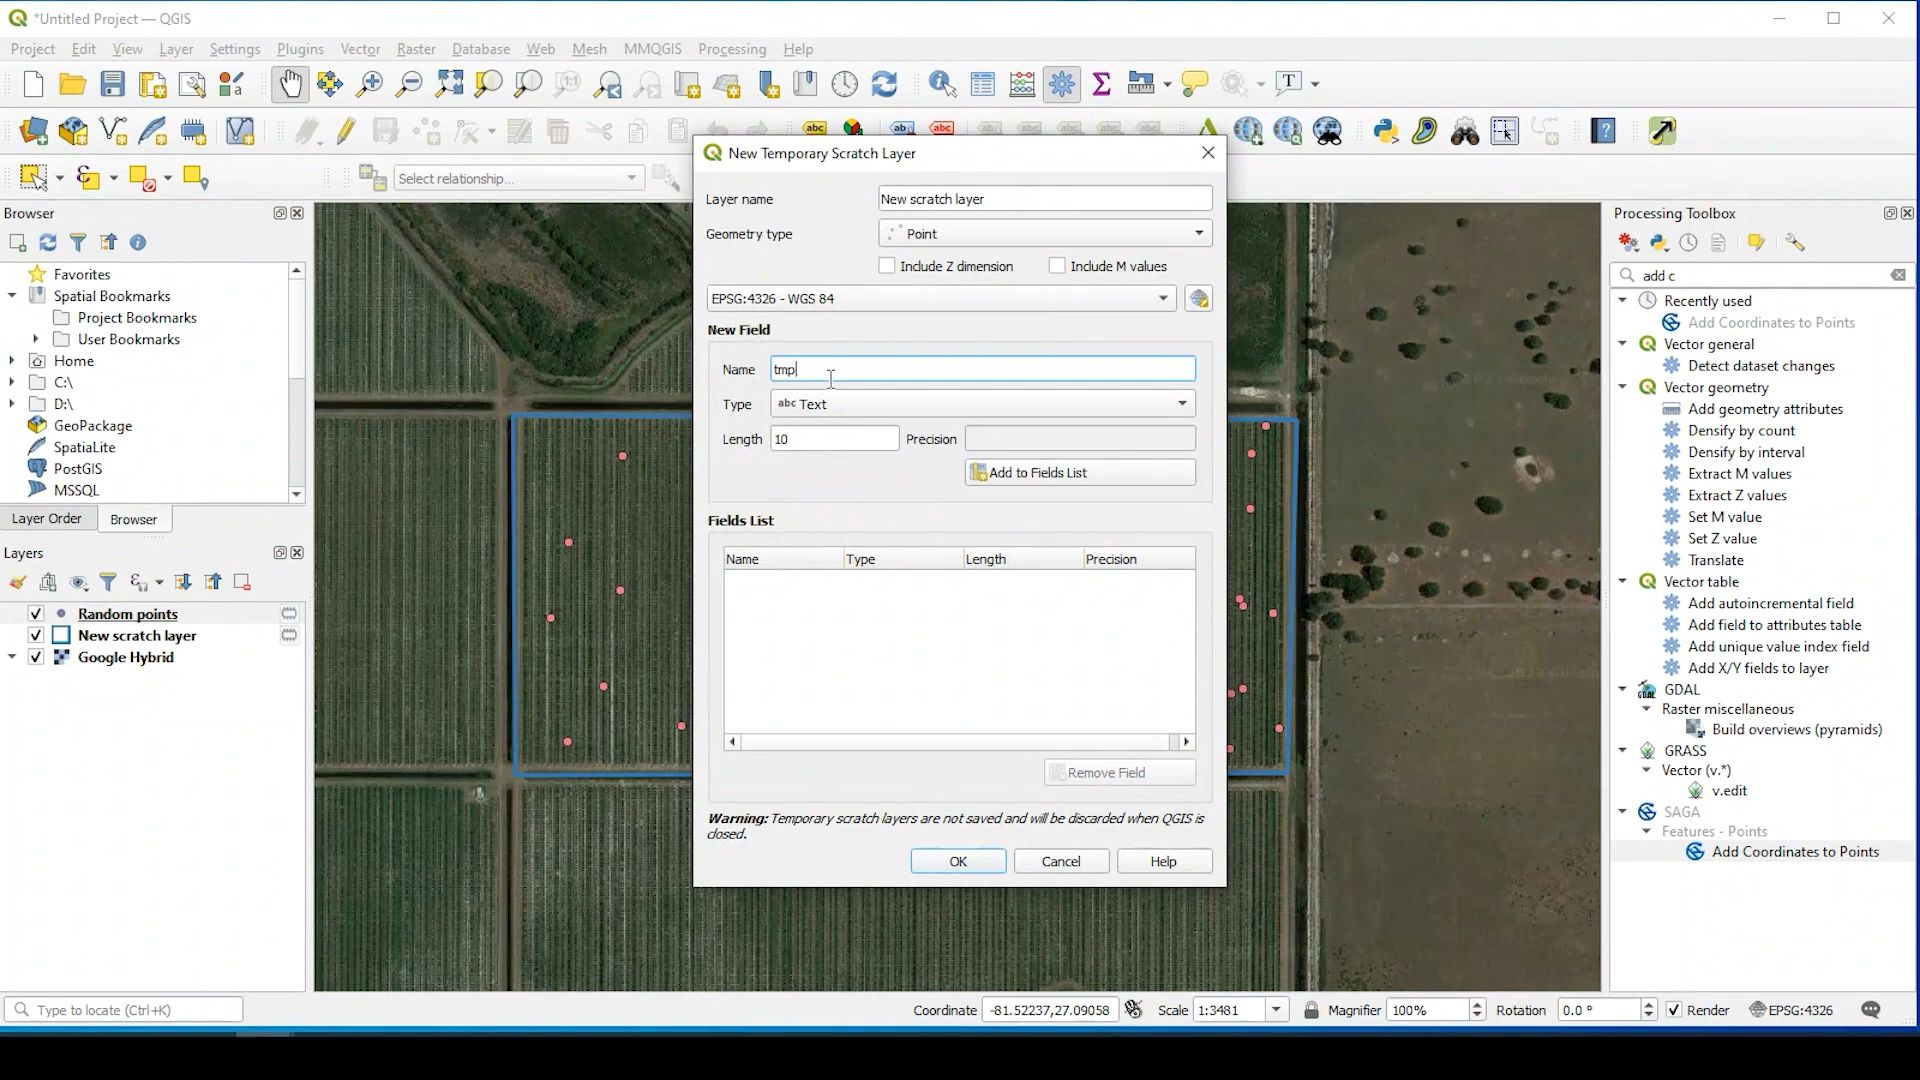 *Untitled Project — QGIS
Project Edit View Layer Settings Plugins Vector Raster Database Web Mesh MMQGIS Processing Help
Select relationship...
Browser
Favorites
Spatial Bookmarks
Project Bookmarks
User Bookmarks
Home
C:\
D:\
GeoPackage
SpatiaLite
PostGIS
MSSQL
Layer Order Browser
Layers
Random points
New scratch layer
Google Hybrid
New Temporary Scratch Layer
Layer name New scratch layer
Geometry type Point
Include Z dimension Include M values
EPSG:4326 - WGS 84
New Field
Name tmp
Type abc Text
Length 10 Precision
Add to Fields List
Fields List
Name Type Length Precision
Remove Field
Warning: Temporary scratch layers are not saved and will be discarded when QGIS is
closed.
OK Cancel Help
Processing Toolbox
add c
Recently used
Add Coordinates to Points
Vector general
Detect dataset changes
Vector geometry
Add geometry attributes
Densify by count
Densify by interval
Extract M values
Extract Z values
Set M value
Set Z value
Translate
Vector table
Add autoincremental field
Add field to attributes table
Add unique value index field
Add X/Y fields to layer
GDAL
Raster miscellaneous
Build overviews (pyramids)
GRASS
Vector (v.*)
v.edit
SAGA
Features - Points
Add Coordinates to Points
Type to locate (Ctrl+K) Coordinate -81.52237,27.09058 Scale 1:3481 Magnifier 100% Rotation 0.0 ° Render EPSG:4326